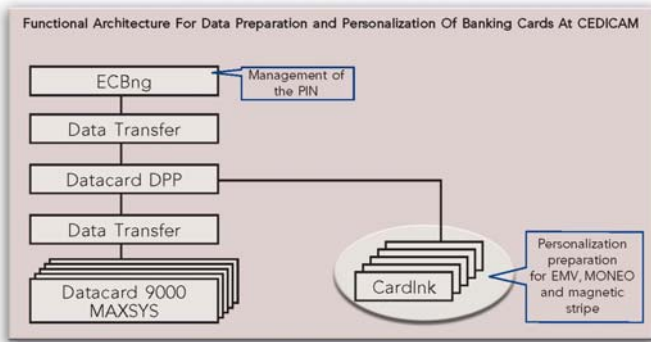 Functional Architecture For Data Preparation and Personalization Of Banking Cards At CEDICAM
ECBng
Management of
the PIN
Data Transfer
Datacard DPP
Data Transfer
Datacard 9000
MAXSYS
CardInk
Personalization
preparation
for EMV, MONEO
and magnetic
stripe